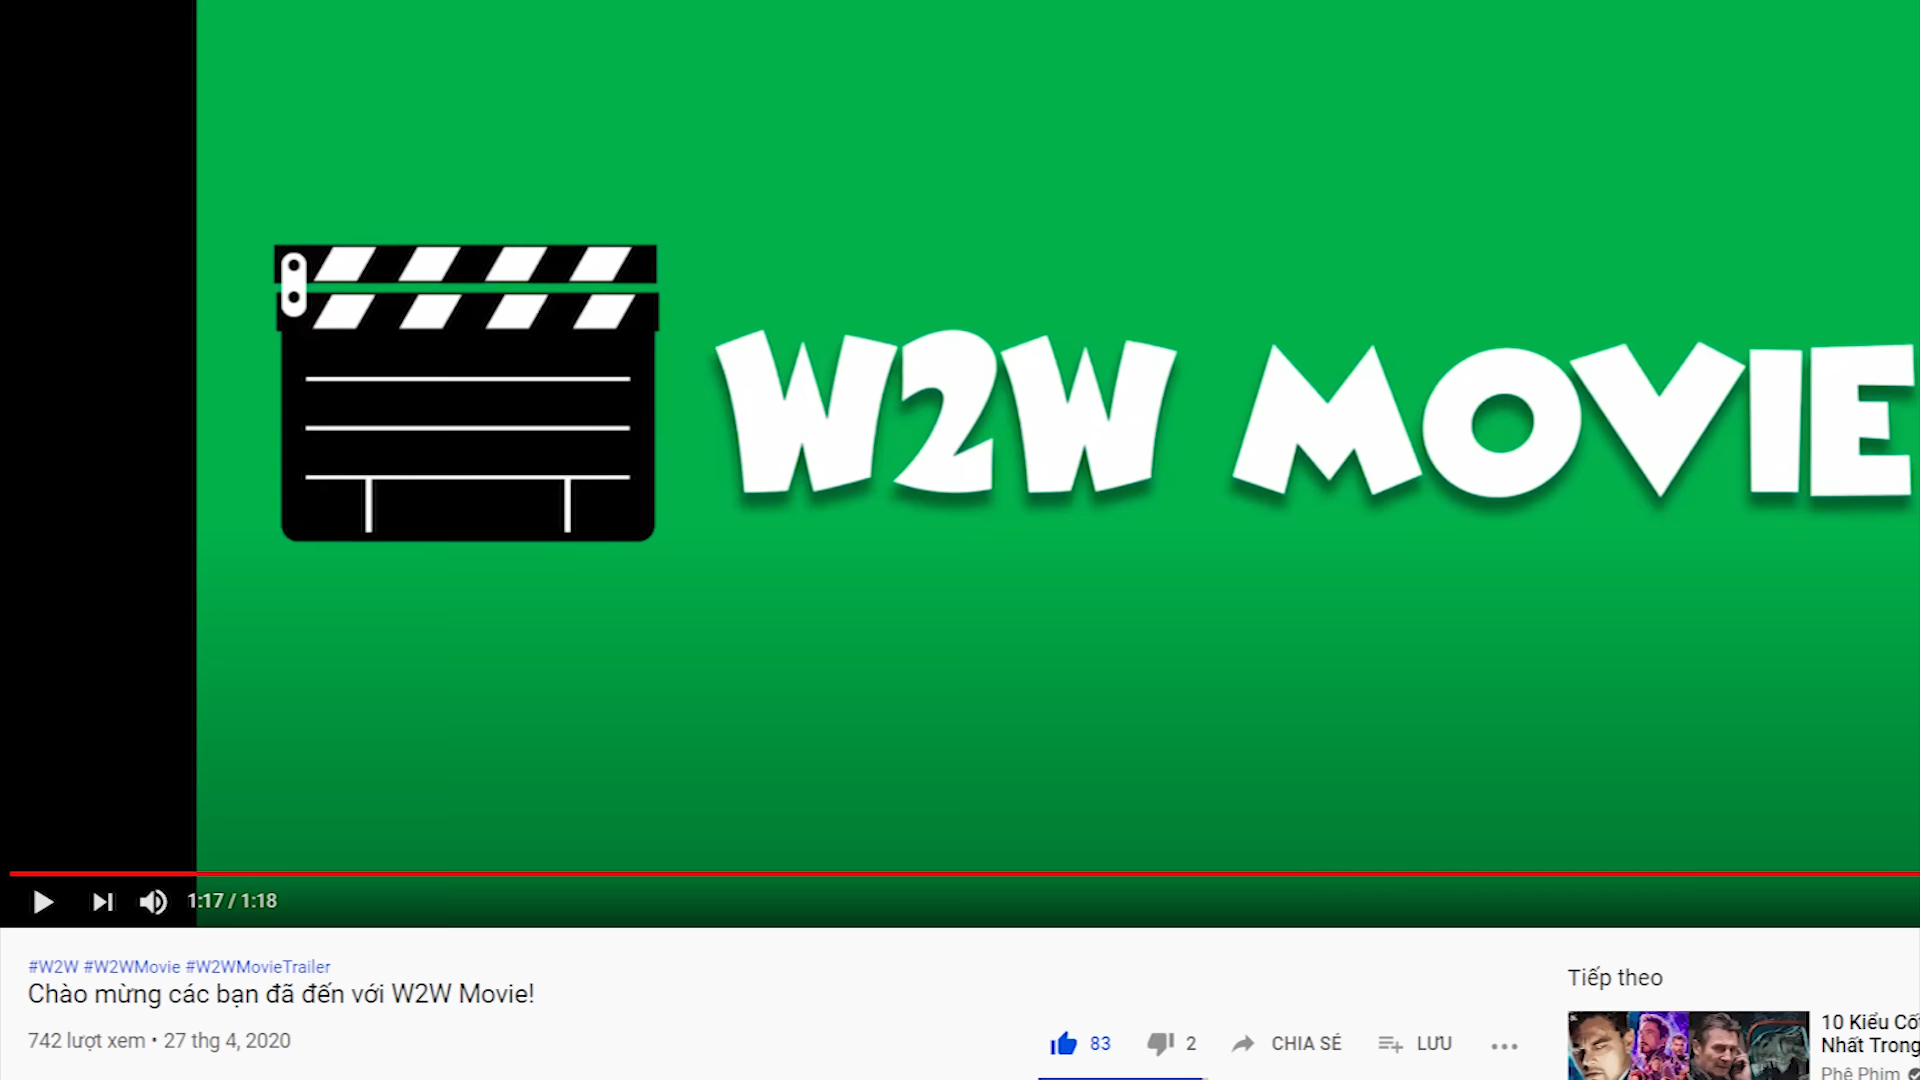 W2W MOVIE
1:17 / 1:18
#W2W #W2WMovie #W2WMovieTrailer
Chào mừng các bạn đã đến với W2W Movie!
742 lượt xem • 27 thg 4, 2020
83
2
CHIA SẺ
LƯU
Tiếp theo
10 Kiểu
Nhất Trong
Phê Phim